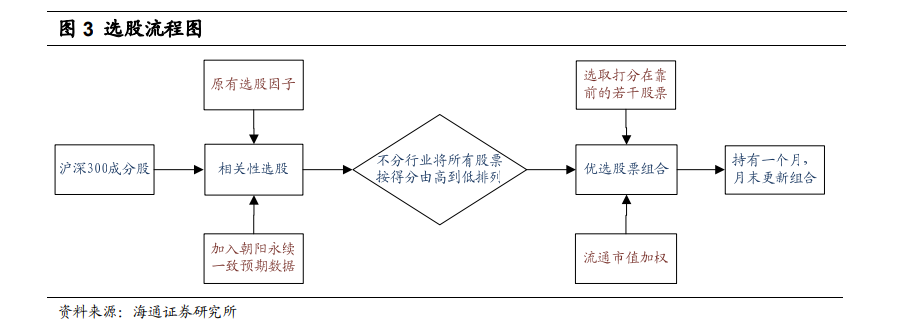 图 3 选股流程图
原有选股因子
选取打分在靠
前的若干股票
沪深300成分股
相关性选股
不分行业将所有股票
按得分由高到低排列
优选股票组合
持有一个月,
月末更新组合
加入朝阳永续
一致预期数据
流通市值加权
资料来源：海通证券研究所